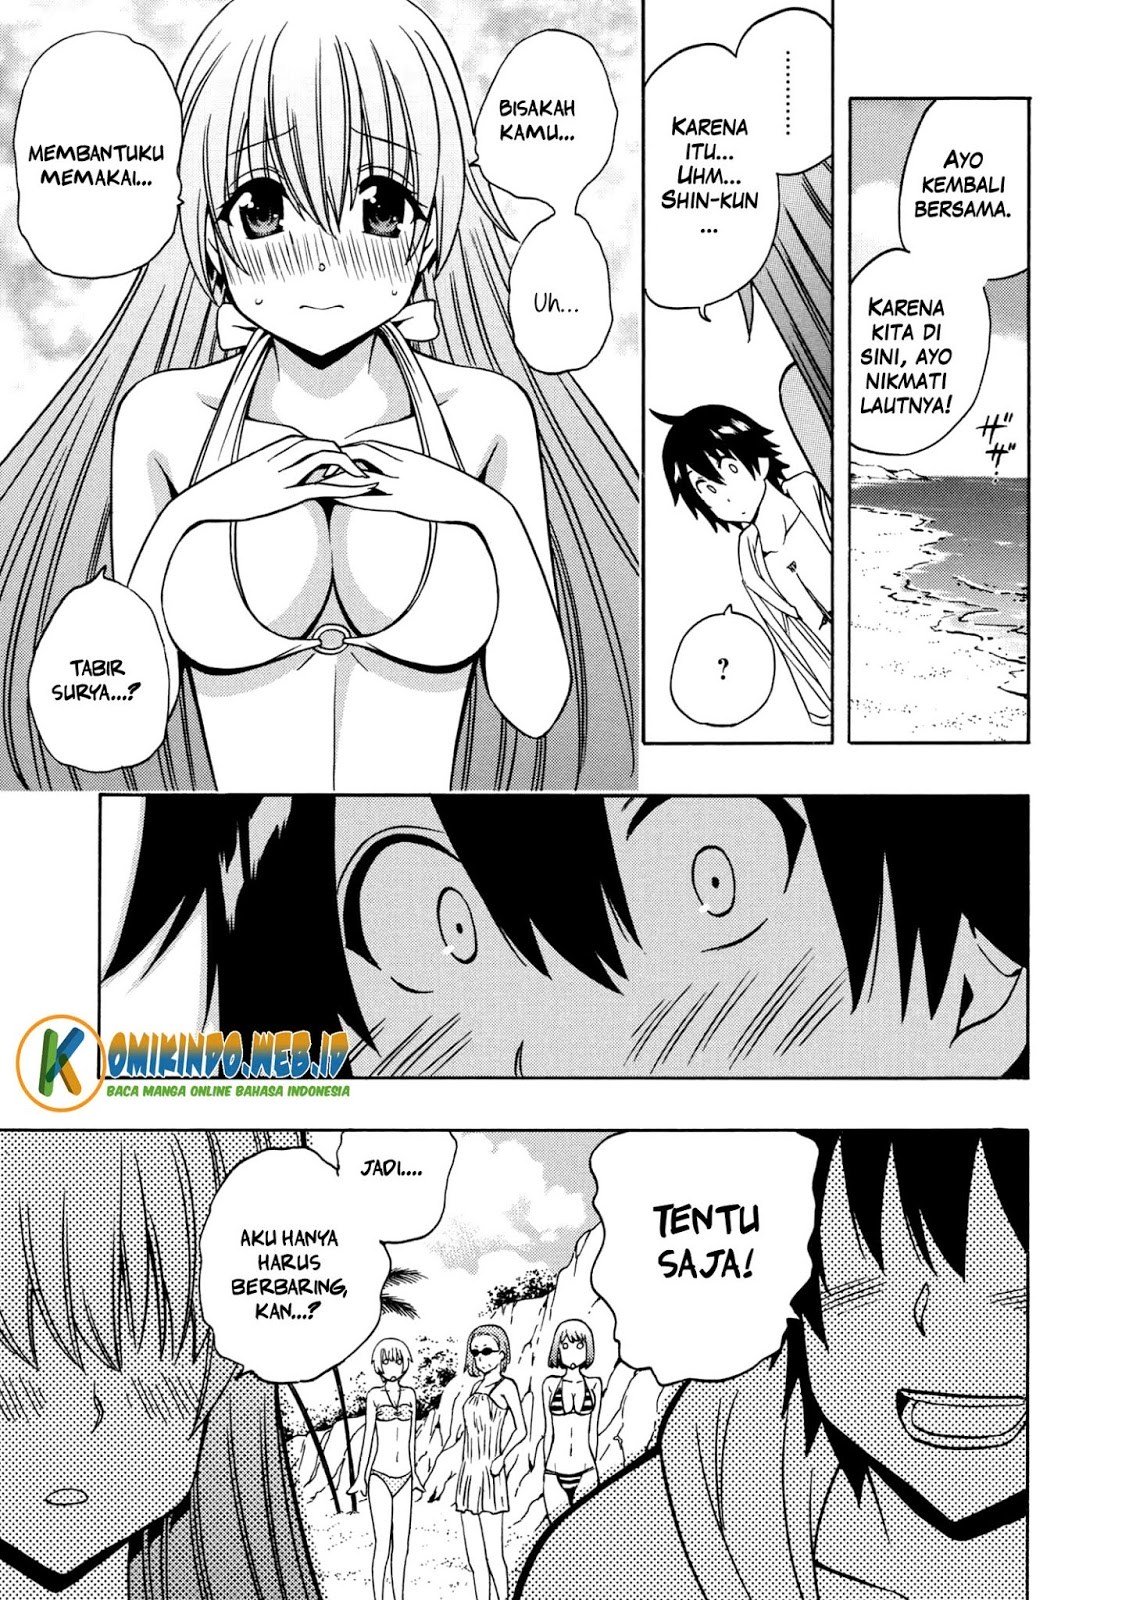 AYO
KEMBALI
BERSAMA.
KARENA
KITA DI
SINI, AYO
NIKMATI
LAUTNYA!
ザ"
ザ"..
........
KARENA
ITU...
UHM...
SHIN-KUN
...
?
BISAKAH
KAMU...
UH...
MEMBANTUKU
MEMAKAI...
TABIR
SURYA...?
KOMIKINDO.WEB.ID
BACA MANGA ONLINE BAHASA INDONESIA
TENTU
SAJA!
JADI....
AKU HANYA
HARUS
BERBARING,
KAN...?